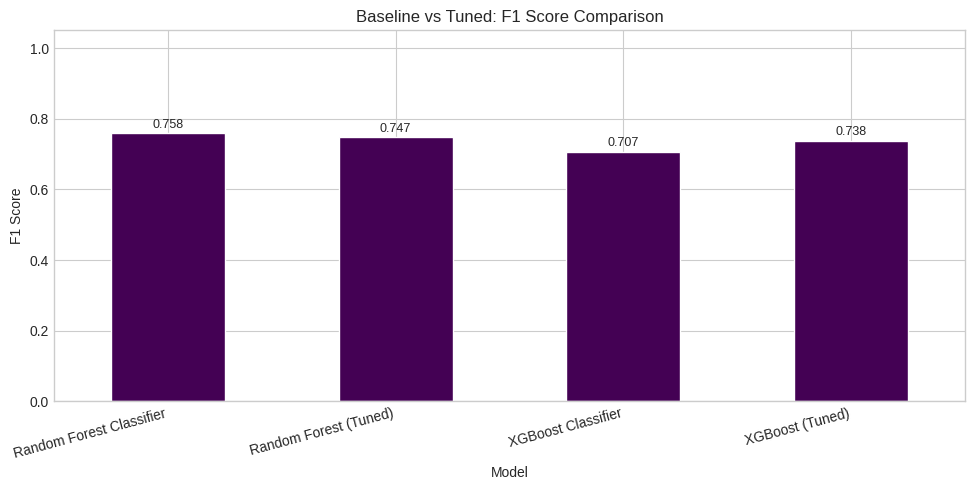 Baseline vs Tuned: F1 Score Comparison
1.0
0.8
0.6
0.4
0.2
0.0
F1 Score
0.758
0.747
0.707
0.738
Random Forest Classifier
Random Forest (Tuned)
XGBoost Classifier
XGBoost (Tuned)
Model